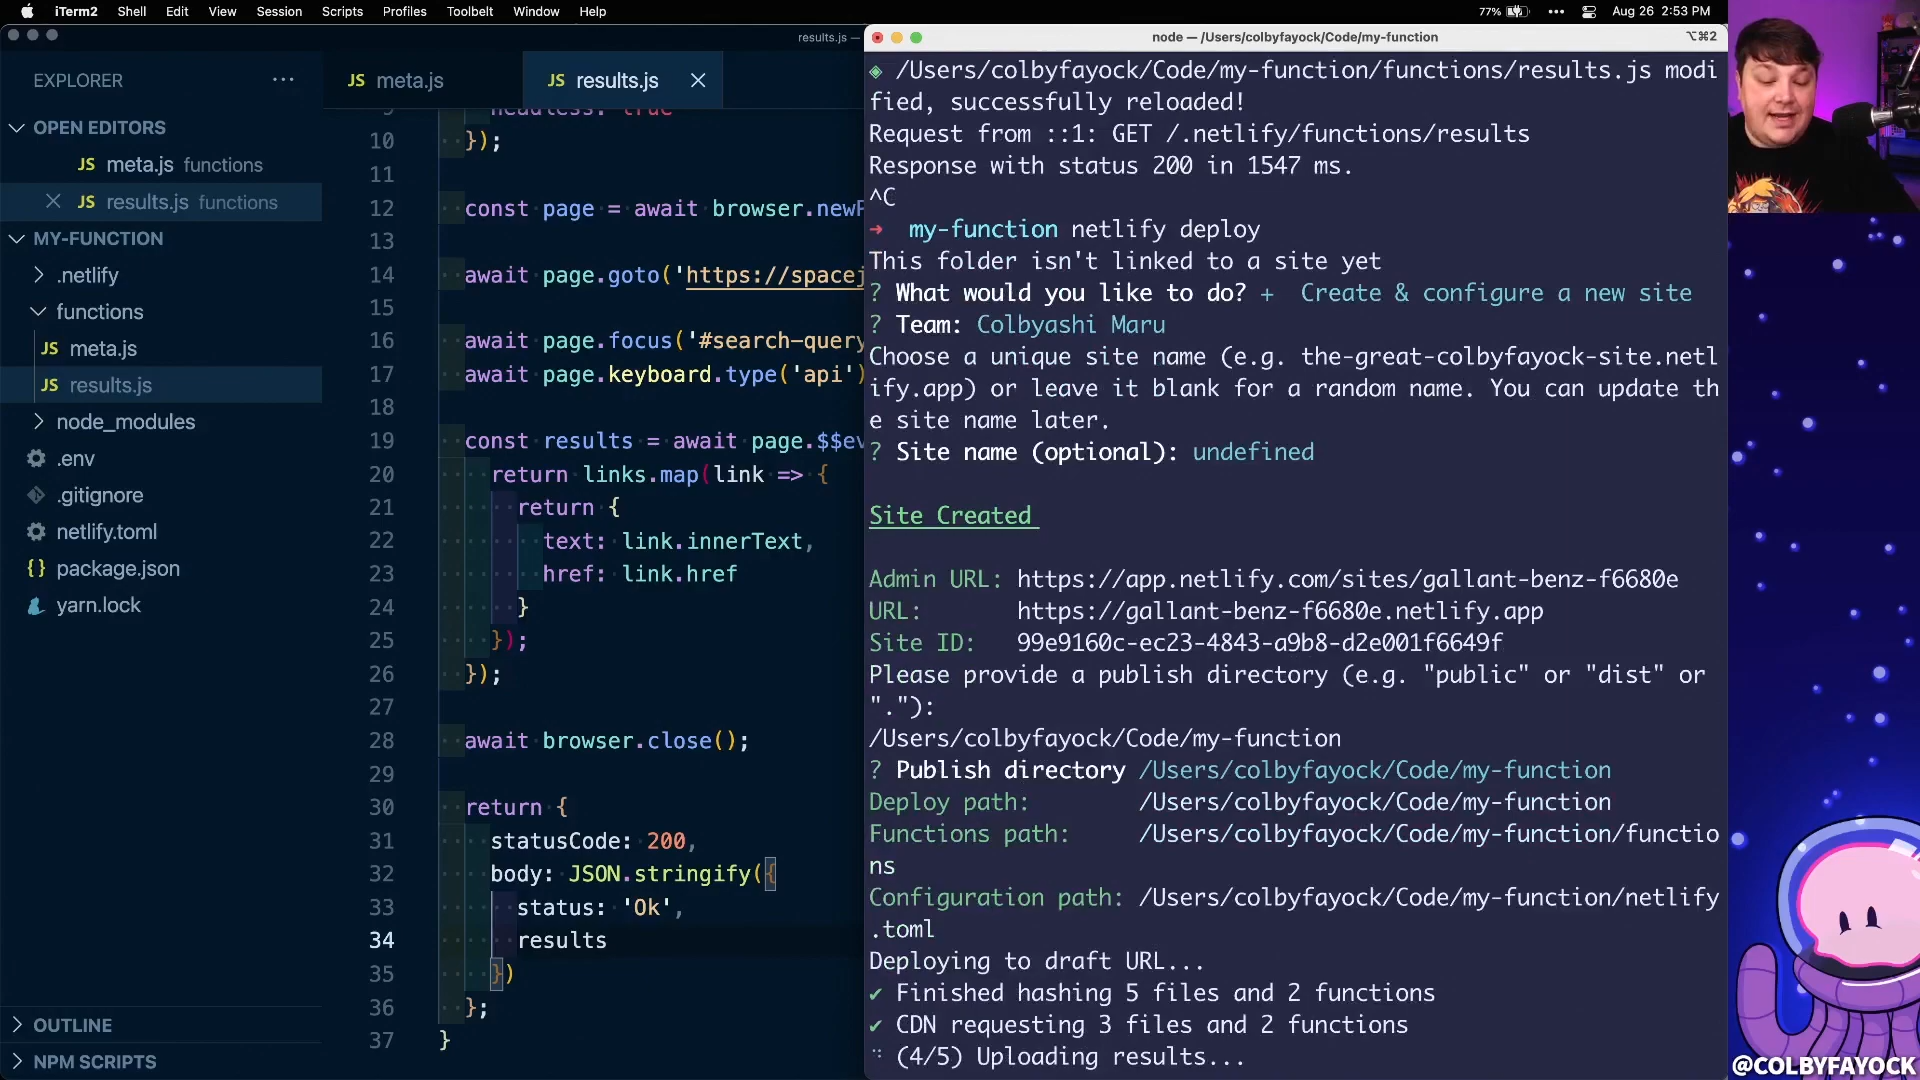 iTerm2 Shell Edit View Session Scripts Profiles Toolbelt Window Help 77% Aug 26 2:53 PM
results.js —
node — /Users/colbyfayock/Code/my-function ⌥⌘2
EXPLORER ···
OPEN EDITORS
JS meta.js functions
JS results.js functions
MY-FUNCTION
.netlify
functions
JS meta.js
JS results.js
node_modules
.env
.gitignore
netlify.toml
{} package.json
yarn.lock
OUTLINE
NPM SCRIPTS
JS meta.js
JS results.js
9 headless: true
10 });
11
12 const page = await browser.newP
13
14 await page.goto('https://spacej
15
16 await page.focus('#search-query
17 await page.keyboard.type('api')
18
19 const results = await page.$$ev
20 return links.map(link => {
21 return {
22 text: link.innerText,
23 href: link.href
24 }
25 });
26 });
27
28 await browser.close();
29
30 return {
31 statusCode: 200,
32 body: JSON.stringify({
33 status: 'Ok',
34 results
35 })
36 };
37 }
/Users/colbyfayock/Code/my-function/functions/results.js modi
fied, successfully reloaded!
Request from ::1: GET /.netlify/functions/results
Response with status 200 in 1547 ms.
^C
➜ my-function netlify deploy
This folder isn't linked to a site yet
? What would you like to do? + Create & configure a new site
? Team: Colbyashi Maru
Choose a unique site name (e.g. the-great-colbyfayock-site.netl
ify.app) or leave it blank for a random name. You can update th
e site name later.
? Site name (optional): undefined
Site Created
Admin URL: https://app.netlify.com/sites/gallant-benz-f6680e
URL: https://gallant-benz-f6680e.netlify.app
Site ID: 99e9160c-ec23-4843-a9b8-d2e001f6649f
Please provide a publish directory (e.g. "public" or "dist" or
"."):
/Users/colbyfayock/Code/my-function
? Publish directory /Users/colbyfayock/Code/my-function
Deploy path: /Users/colbyfayock/Code/my-function
Functions path: /Users/colbyfayock/Code/my-function/functio
ns
Configuration path: /Users/colbyfayock/Code/my-function/netlify
.toml
Deploying to draft URL...
✔ Finished hashing 5 files and 2 functions
✔ CDN requesting 3 files and 2 functions
(4/5) Uploading results...
@COLBYFAYOCK